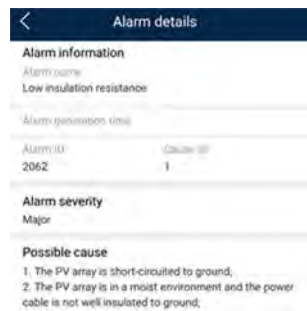 Alarm details
Alarm information
Alarm name
Low insulation resistance
Alarm generation time
Alarm ID Cause ID
2062 1
Alarm severity
Major
Possible cause
1. The PV array is short-circuited to ground;
2. The PV array is in a moist environment and the power
cable is not well insulated to ground;